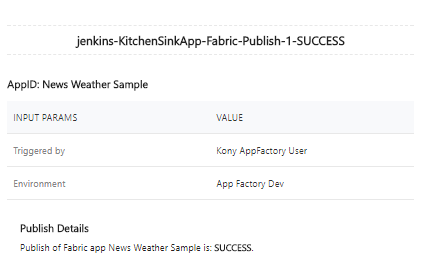 jenkins-KitchenSinkApp-Fabric-Publish-1-SUCCESS
AppID: News Weather Sample
INPUT PARAMS VALUE
Triggered by Kony AppFactory User
Environment App Factory Dev
Publish Details
Publish of Fabric app News Weather Sample is: SUCCESS.